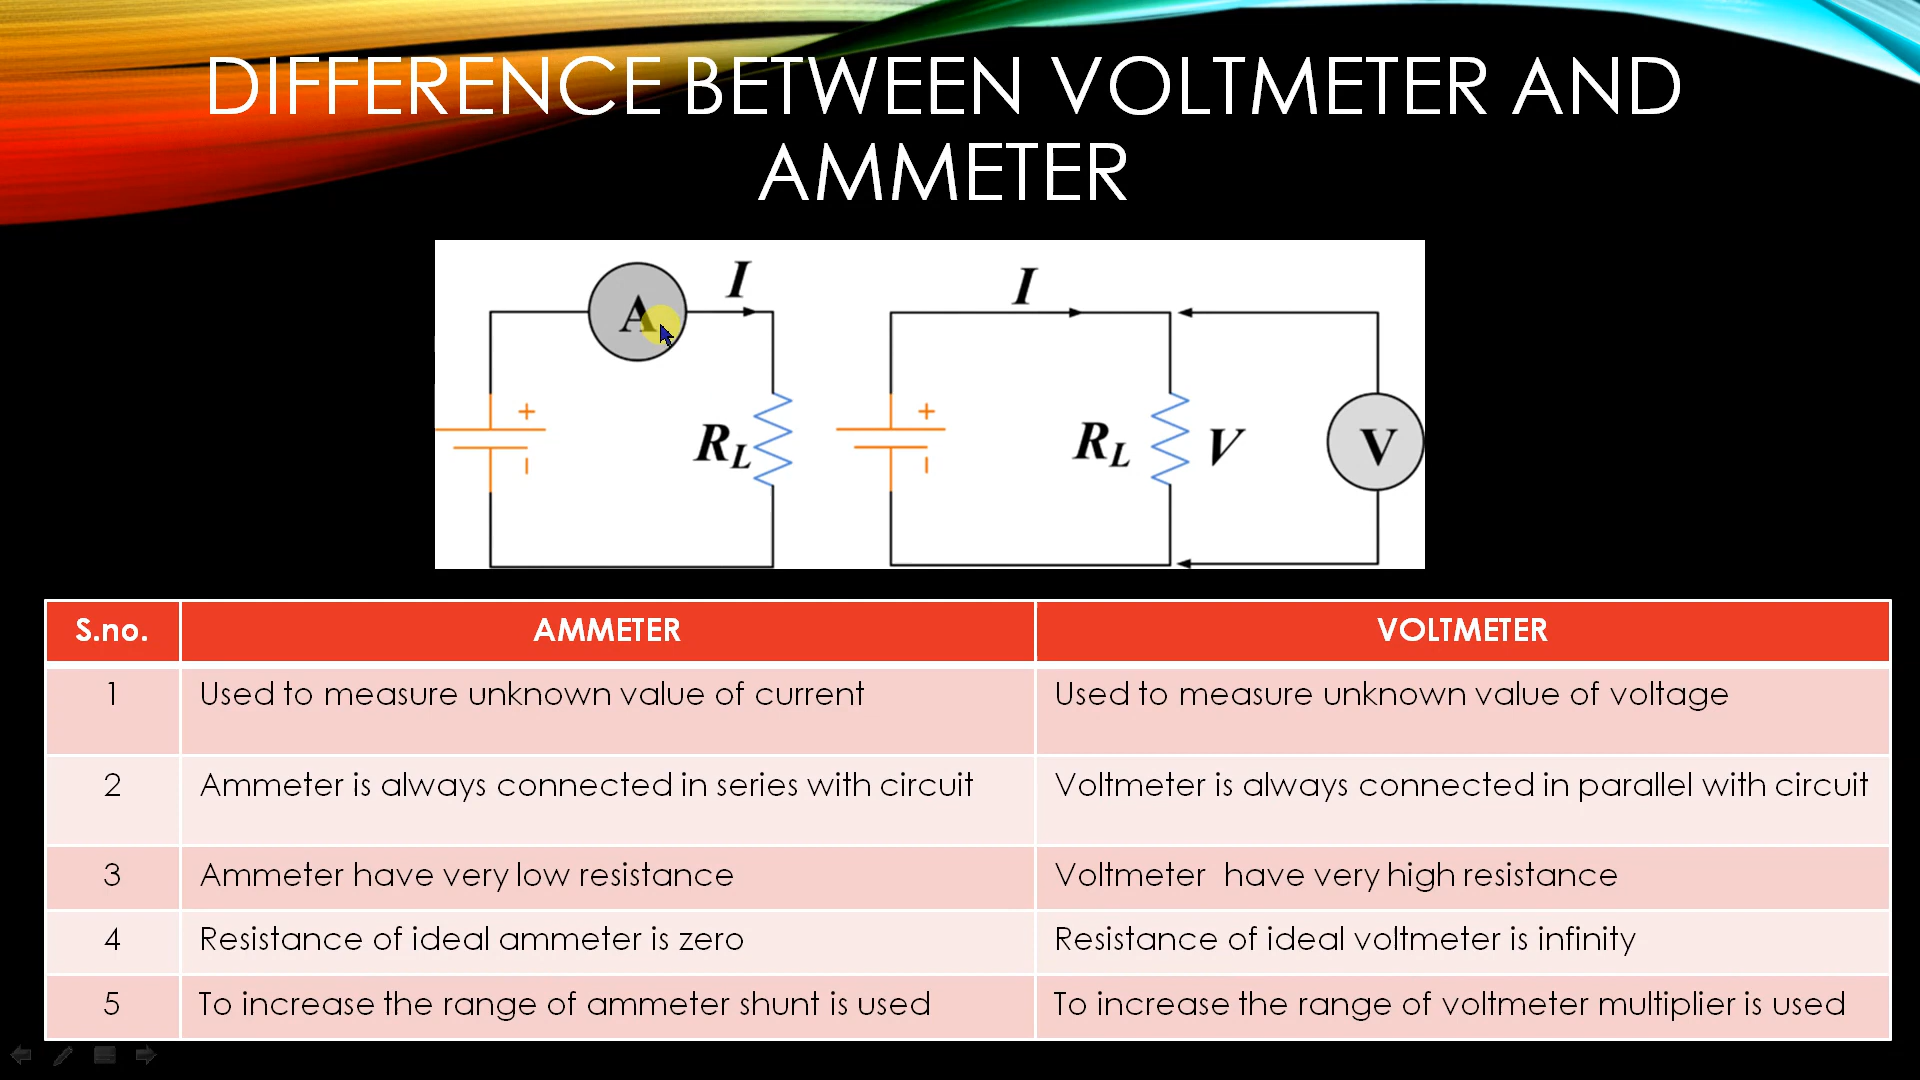 DIFFERENCE BETWEEN VOLTMETER AND
AMMETER
A
I
+
−
R_L
I
+
−
R_L
V
V
S.no. AMMETER VOLTMETER
1 Used to measure unknown value of current Used to measure unknown value of voltage
2 Ammeter is always connected in series with circuit Voltmeter is always connected in parallel with circuit
3 Ammeter have very low resistance Voltmeter have very high resistance
4 Resistance of ideal ammeter is zero Resistance of ideal voltmeter is infinity
5 To increase the range of ammeter shunt is used To increase the range of voltmeter multiplier is used